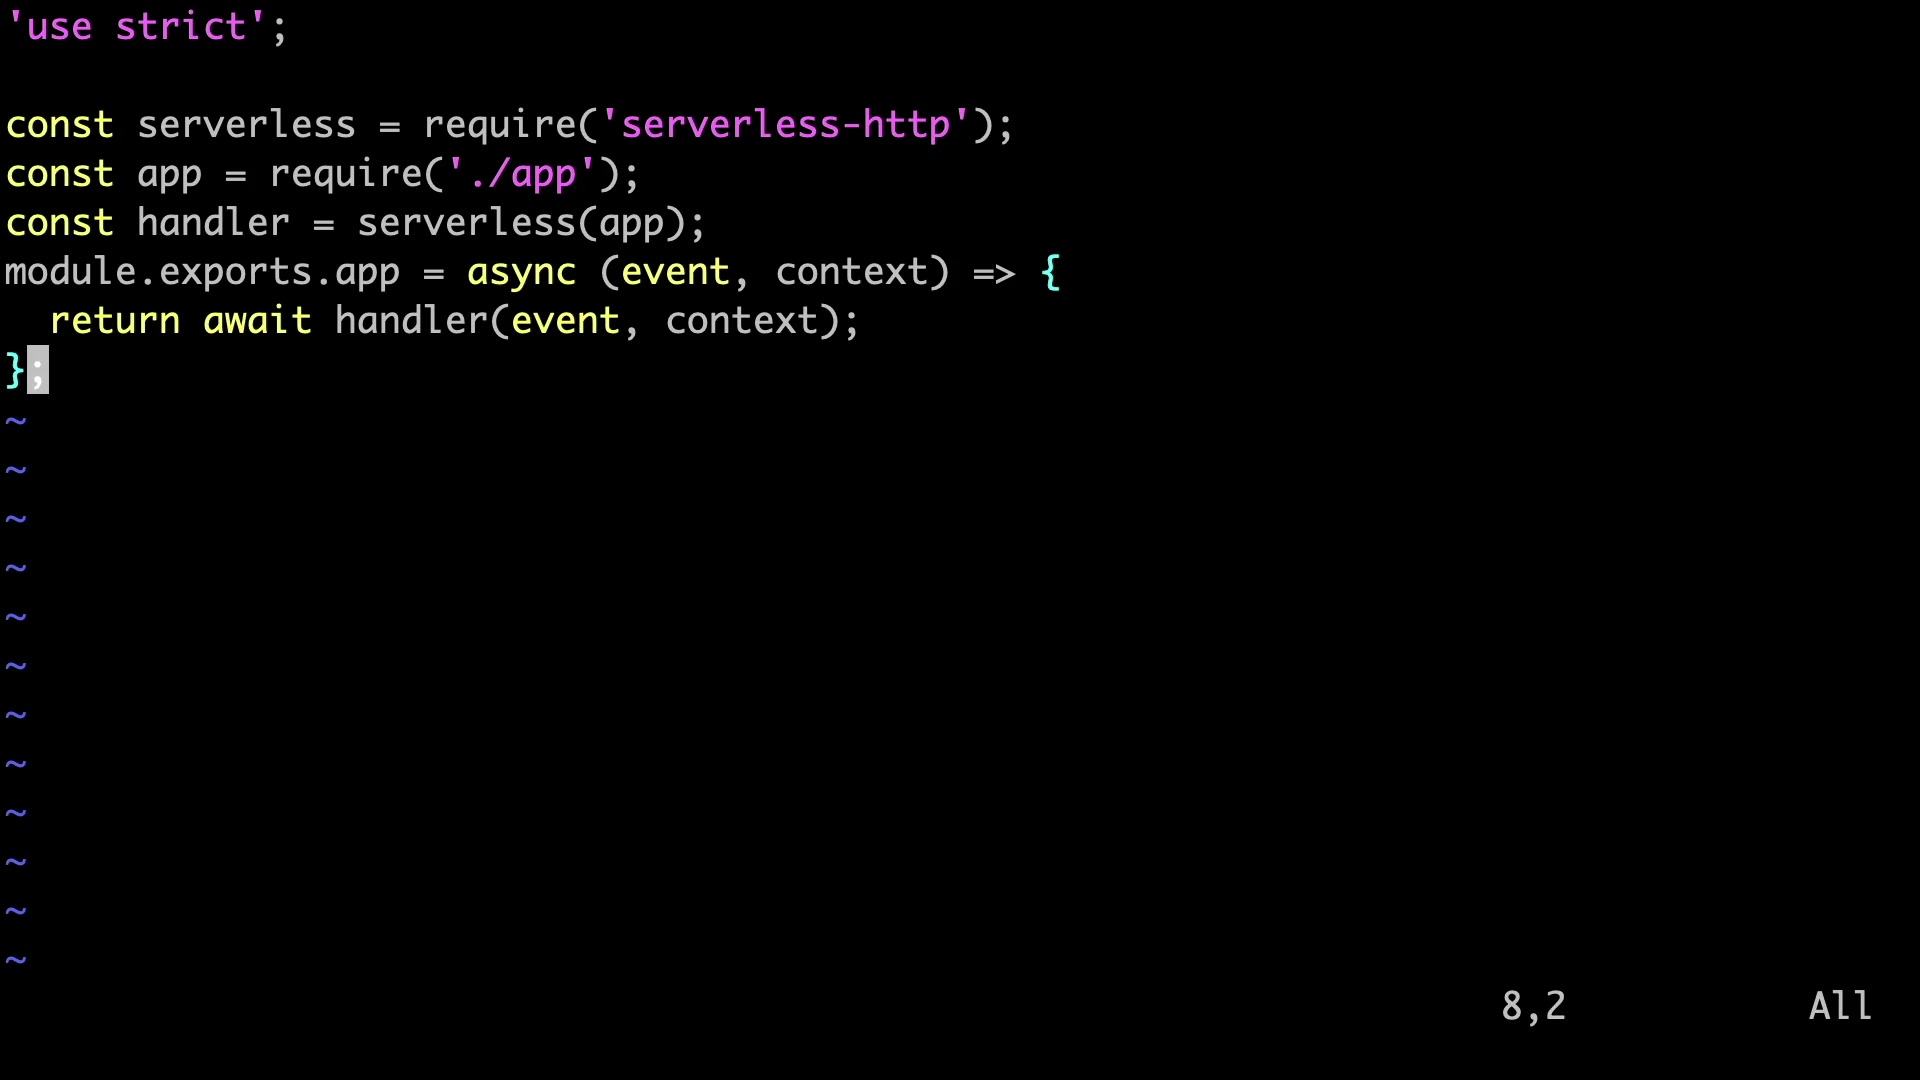 'use strict';

const serverless = require('serverless-http');
const app = require('./app');
const handler = serverless(app);
module.exports.app = async (event, context) => {
  return await handler(event, context);
};
~
~
~
~
~
~
~
~
~
~
~
~
8,2 All